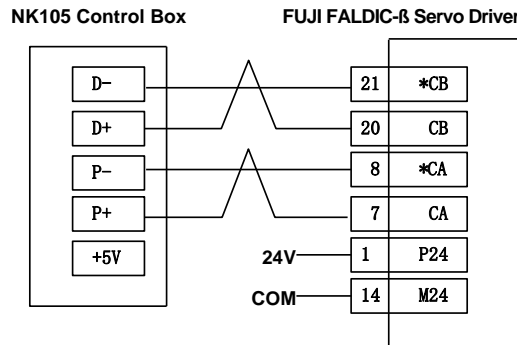 NK105 Control Box FUJI FALDIC-ß Servo Driver
D- 21 *CB
D+ 20 CB
P- 8 *CA
P+ 7 CA
+5V 24V 1 P24
COM 14 M24